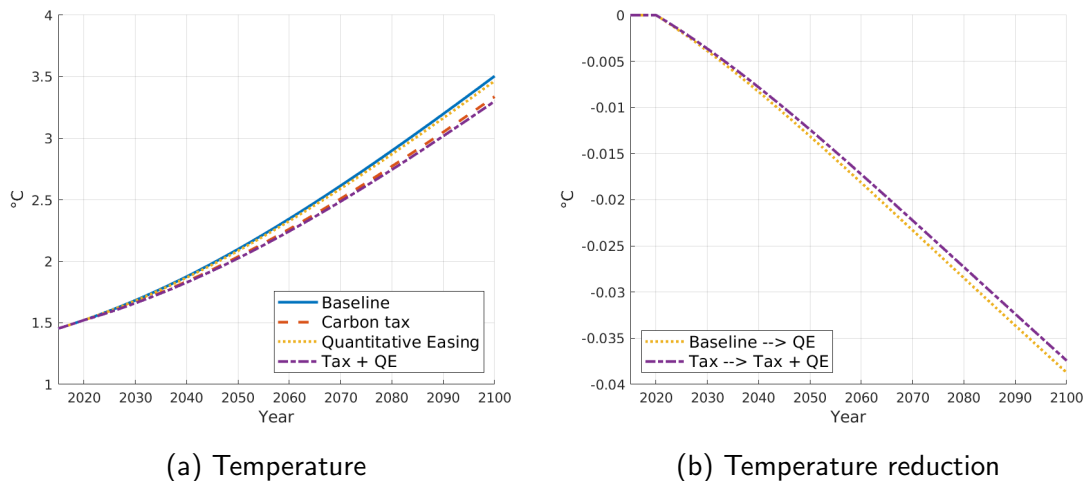 4
3.5
3
2.5
2
1.5
1
°C
2020 2030 2040 2050 2060 2070 2080 2090 2100
Year
Baseline
Carbon tax
Quantitative Easing
Tax + QE
(a) Temperature
0
-0.005
-0.01
-0.015
-0.02
-0.025
-0.03
-0.035
-0.04
°C
2020 2030 2040 2050 2060 2070 2080 2090 2100
Year
Baseline --> QE
Tax --> Tax + QE
(b) Temperature reduction